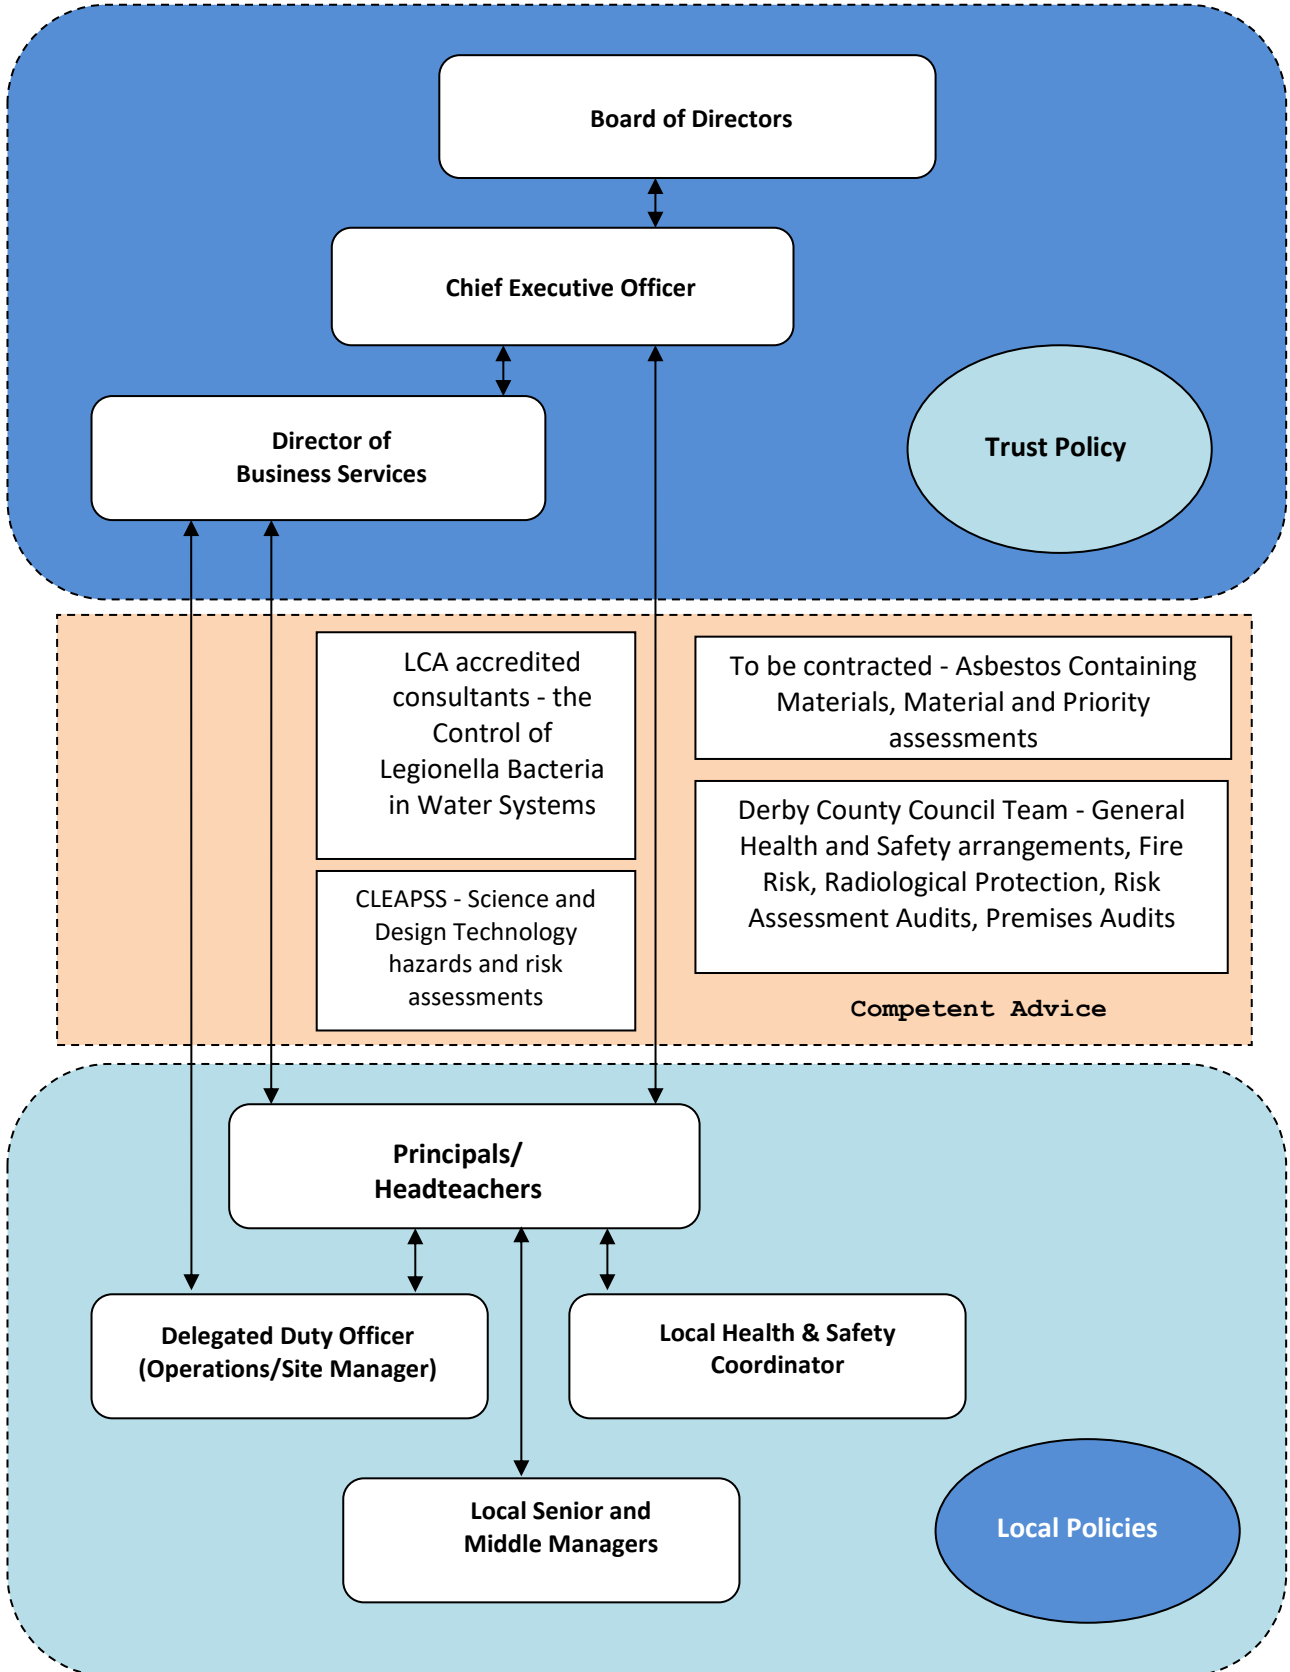 Board of Directors
Chief Executive Officer
Director of
Business Services
Trust Policy
LCA accredited
consultants - the
Control of
Legionella Bacteria
in Water Systems
To be contracted - Asbestos Containing
Materials, Material and Priority
assessments
CLEAPSS - Science and
Design Technology
hazards and risk
assessments
Derby County Council Team - General
Health and Safety arrangements, Fire
Risk, Radiological Protection, Risk
Assessment Audits, Premises Audits
Competent Advice
Principals/
Headteachers
Delegated Duty Officer
(Operations/Site Manager)
Local Health & Safety
Coordinator
Local Senior and
Middle Managers
Local Policies